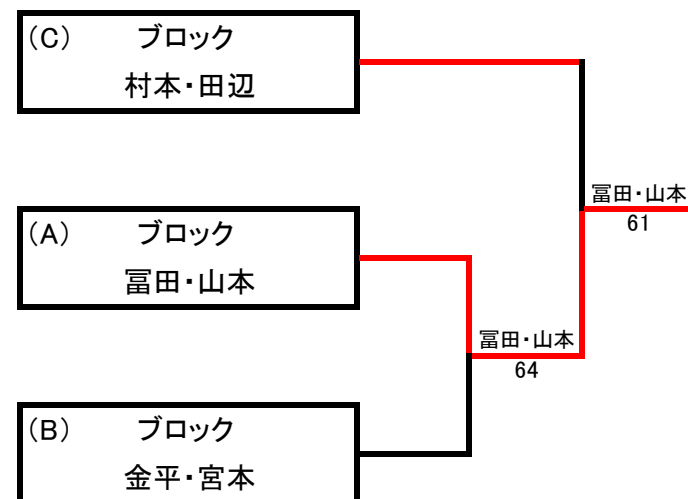 (C) ブロック
村本・田辺
冨田・山本
61
(A) ブロック
冨田・山本
冨田・山本
64
(B) ブロック
金平・宮本